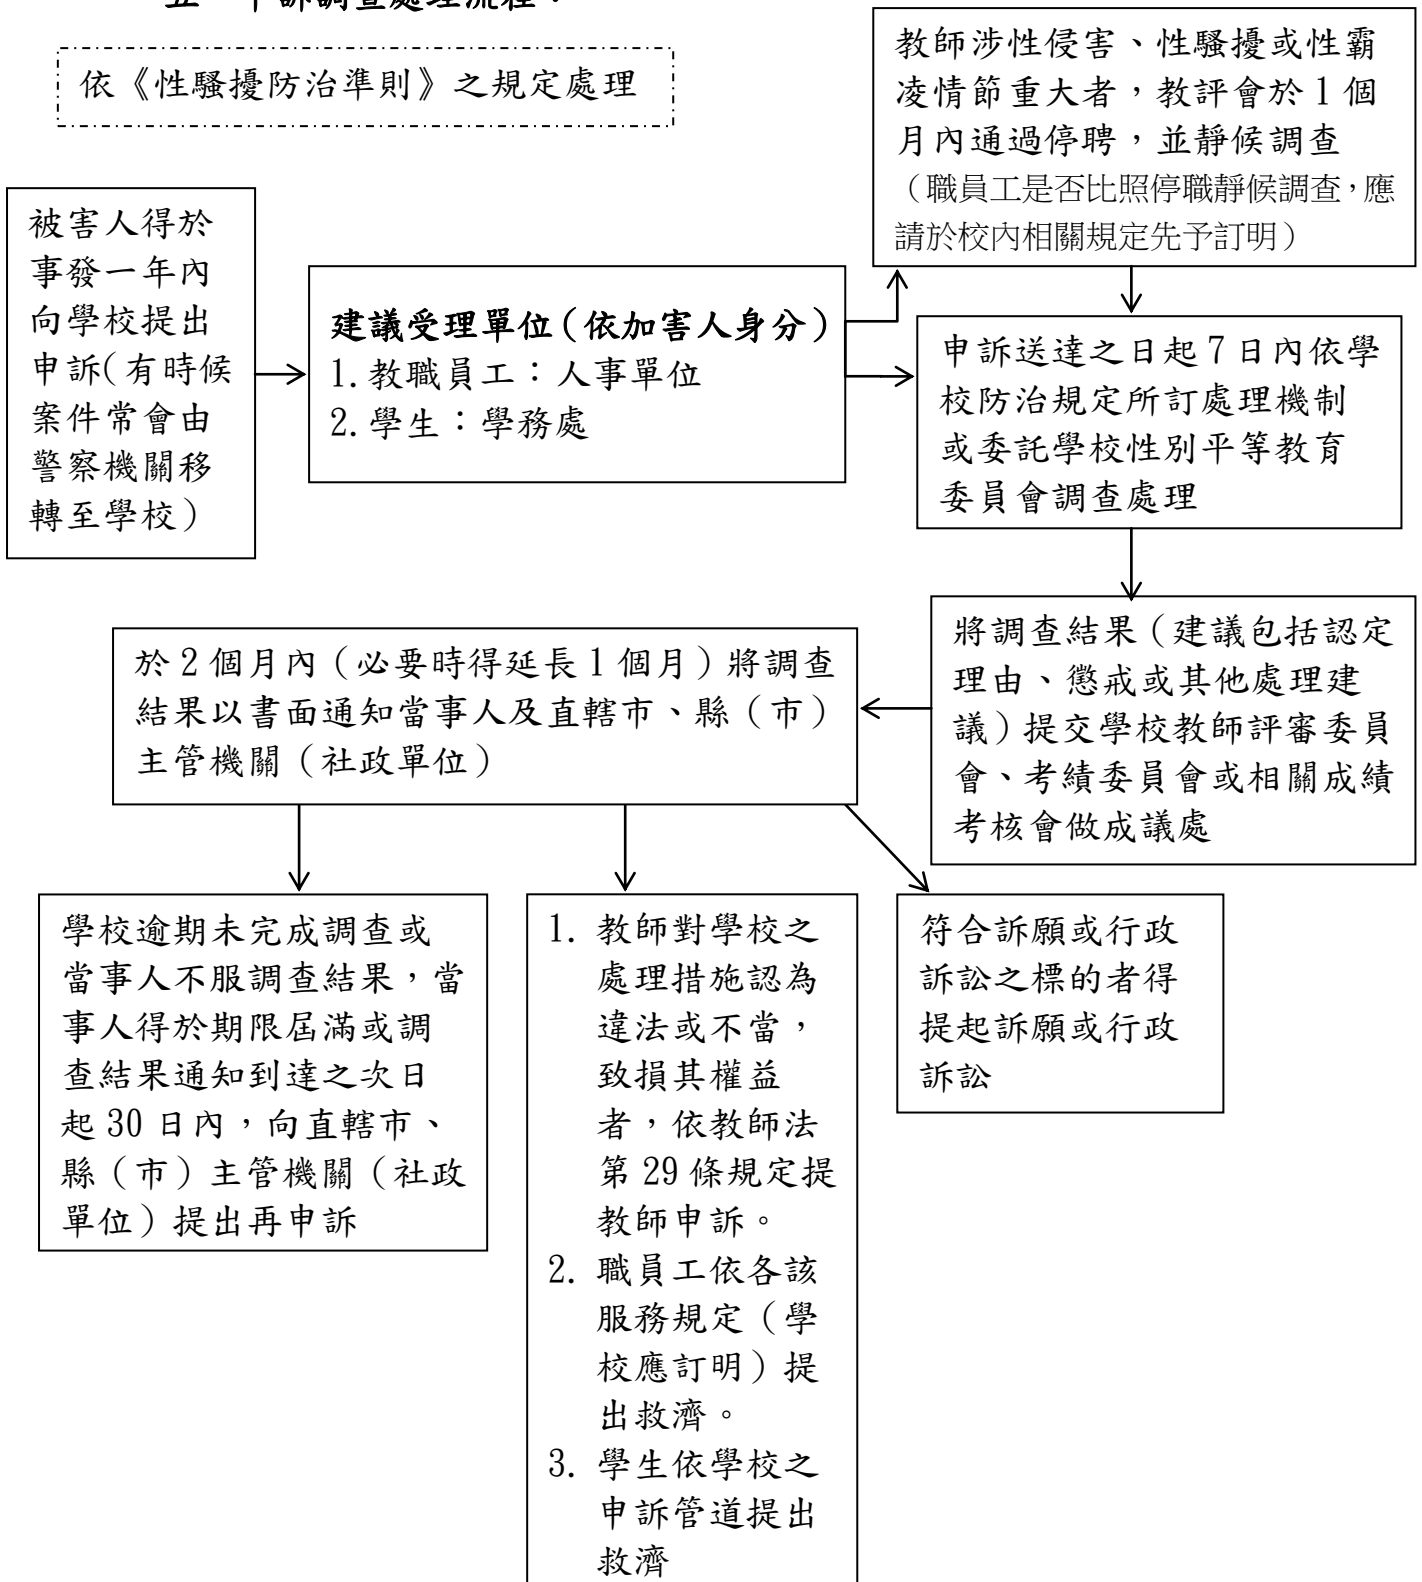 五、申訴調查處理流程：
依《性騷擾防治準則》之規定處理
教師涉性侵害、性騷擾或性霸
凌情節重大者，教評會於 1 個
月內通過停聘，並靜候調查
（職員工是否比照停職靜候調查，應
請於校內相關規定先予訂明）
被害人得於
事發一年內
向學校提出
申訴(有時候
案件常會由
警察機關移
轉至學校)
建議受理單位(依加害人身分)
1.教職員工：人事單位
2.學生：學務處
申訴送達之日起 7 日內依學
校防治規定所訂處理機制
或委託學校性別平等教育
委員會調查處理
將調查結果（建議包括認定
理由、懲戒或其他處理建
議）提交學校教師評審委員
會、考績委員會或相關成績
考核會做成議處
於 2 個月內（必要時得延長 1 個月）將調查
結果以書面通知當事人及直轄市、縣（市）
主管機關（社政單位）
學校逾期未完成調查或
當事人不服調查結果，當
事人得於期限屆滿或調
查結果通知到達之次日
起 30 日內，向直轄市、
縣（市）主管機關（社政
單位）提出再申訴
1. 教師對學校之
處理措施認為
違法或不當，
致損其權益
者，依教師法
第 29 條規定提
教師申訴。
2. 職員工依各該
服務規定（學
校應訂明）提
出救濟。
3. 學生依學校之
申訴管道提出
救濟
符合訴願或行政
訴訟之標的者得
提起訴願或行政
訴訟